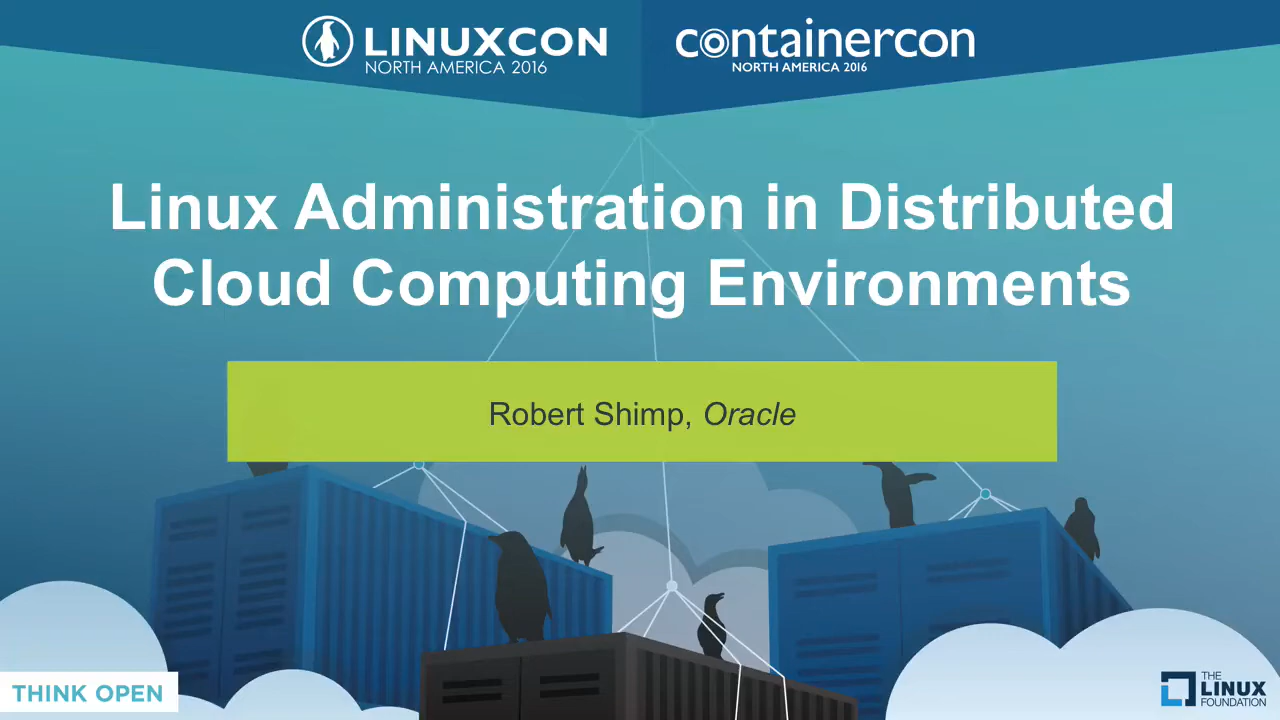 LINUXCON
NORTH AMERICA 2016
containercon
NORTH AMERICA 2016
Linux Administration in Distributed
Cloud Computing Environments
Robert Shimp, Oracle
THINK OPEN
THE
LINUX
FOUNDATION